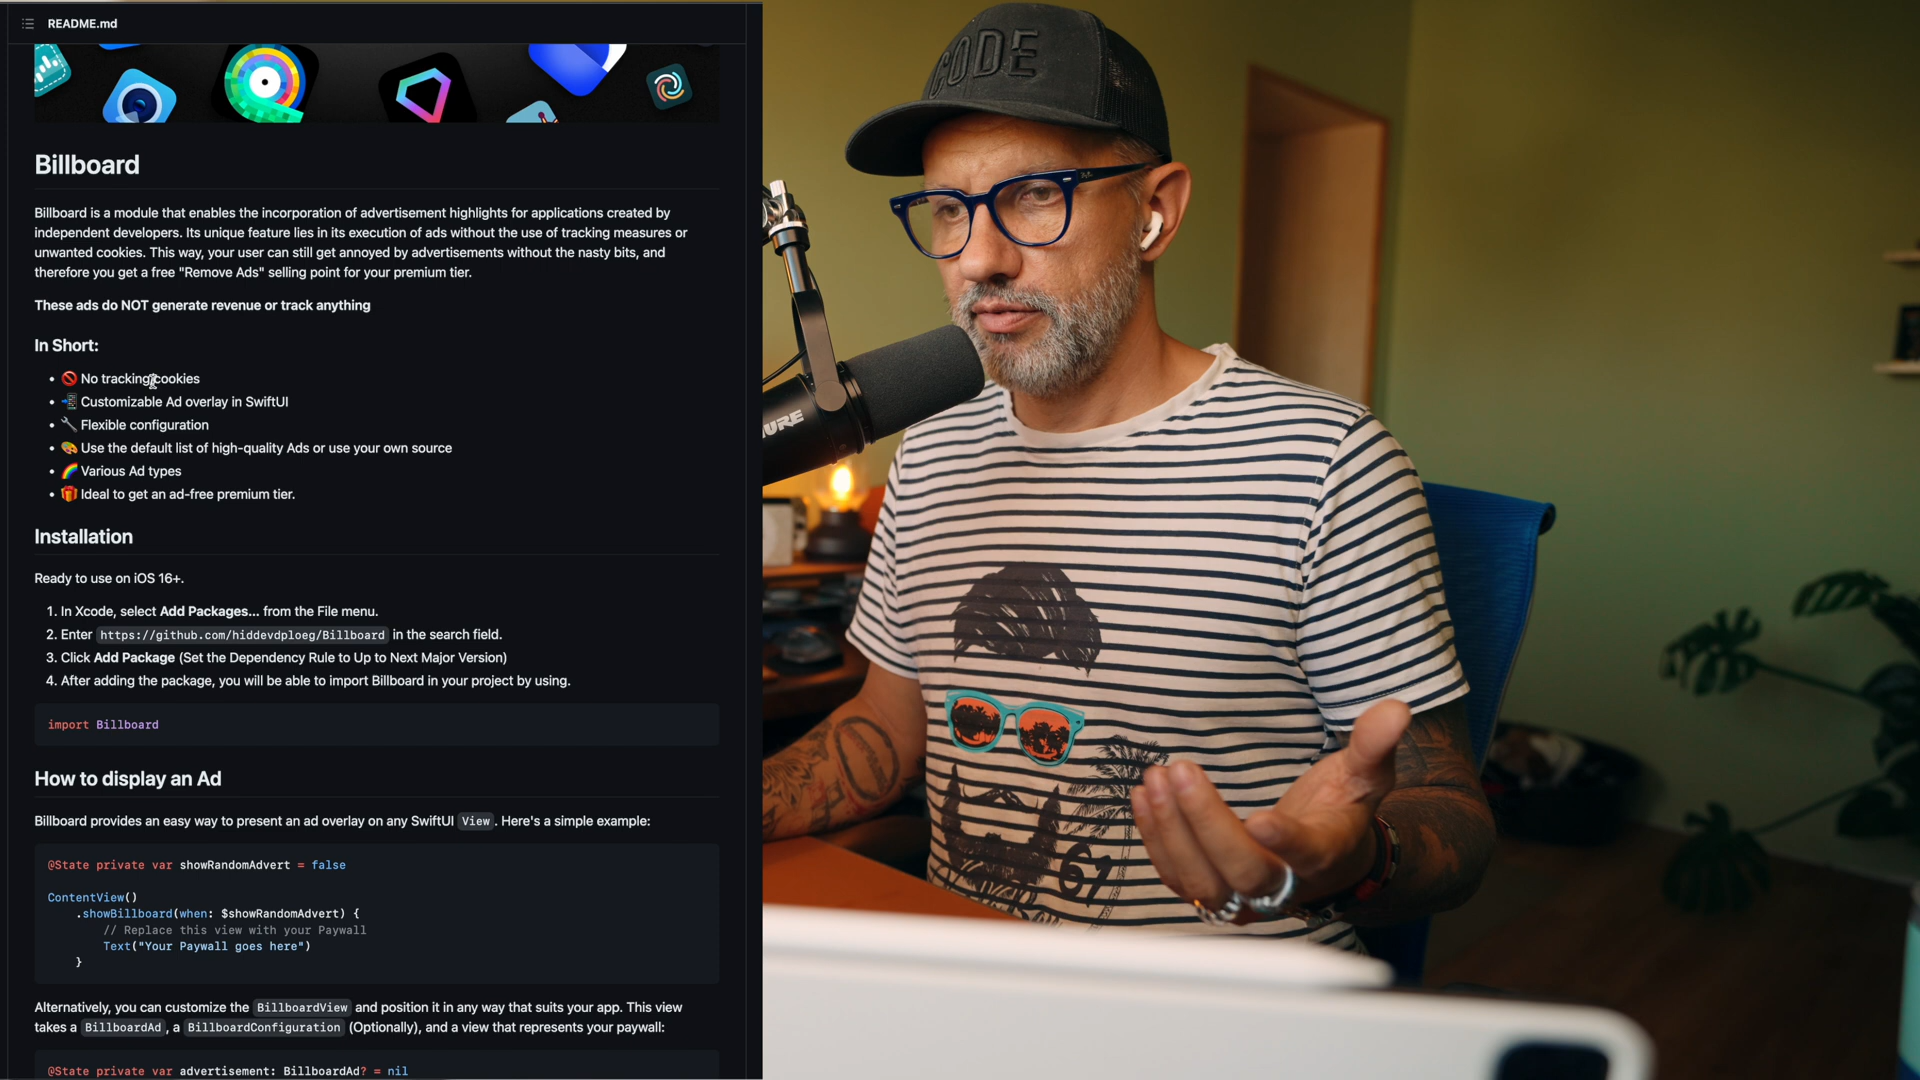 README.md
Billboard
Billboard is a module that enables the incorporation of advertisement highlights for applications created by
independent developers. Its unique feature lies in its execution of ads without the use of tracking measures or
unwanted cookies. This way, your user can still get annoyed by advertisements without the nasty bits, and
therefore you get a free "Remove Ads" selling point for your premium tier.
These ads do NOT generate revenue or track anything
In Short:
• 🚫 No tracking cookies
• 📲 Customizable Ad overlay in SwiftUI
• 🔧 Flexible configuration
• 🎨 Use the default list of high-quality Ads or use your own source
• 🌈 Various Ad types
• 🎁 Ideal to get an ad-free premium tier.
Installation
Ready to use on iOS 16+.
1. In Xcode, select Add Packages... from the File menu.
2. Enter https://github.com/hiddevdploeg/Billboard in the search field.
3. Click Add Package (Set the Dependency Rule to Up to Next Major Version)
4. After adding the package, you will be able to import Billboard in your project by using.
import Billboard
How to display an Ad
Billboard provides an easy way to present an ad overlay on any SwiftUI View. Here's a simple example:
@State private var showRandomAdvert = false
ContentView()
    .showBillboard(when: $showRandomAdvert) {
        // Replace this view with your Paywall
        Text("Your Paywall goes here")
    }
Alternatively, you can customize the BillboardView and position it in any way that suits your app. This view
takes a BillboardAd, a BillboardConfiguration (Optionally), and a view that represents your paywall:
@State private var advertisement: BillboardAd? = nil
CODE
URE
67